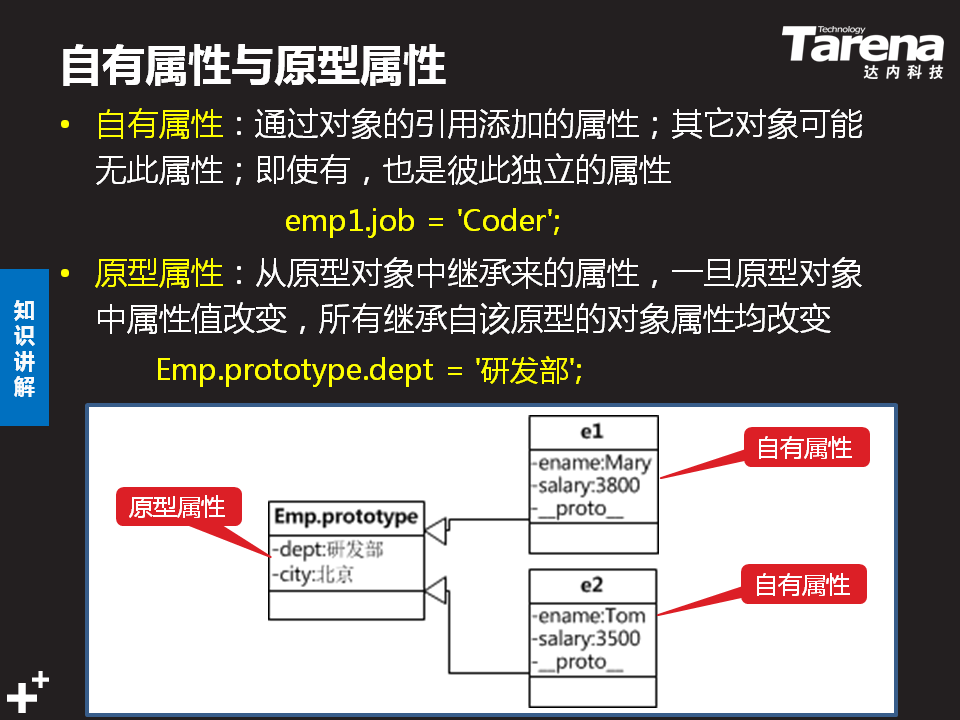 自有属性与原型属性
Technology
Tarena
达内科技
• 自有属性：通过对象的引用添加的属性；其它对象可能
无此属性；即使有，也是彼此独立的属性
emp1.job = 'Coder';
• 原型属性：从原型对象中继承来的属性，一旦原型对象
中属性值改变，所有继承自该原型的对象属性均改变
Emp.prototype.dept = '研发部';
知
识
讲
解
原型属性
Emp.prototype
-dept:研发部
-city:北京
e1
-ename:Mary
-salary:3800
-__proto__
自有属性
e2
-ename:Tom
-salary:3500
-__proto__
自有属性